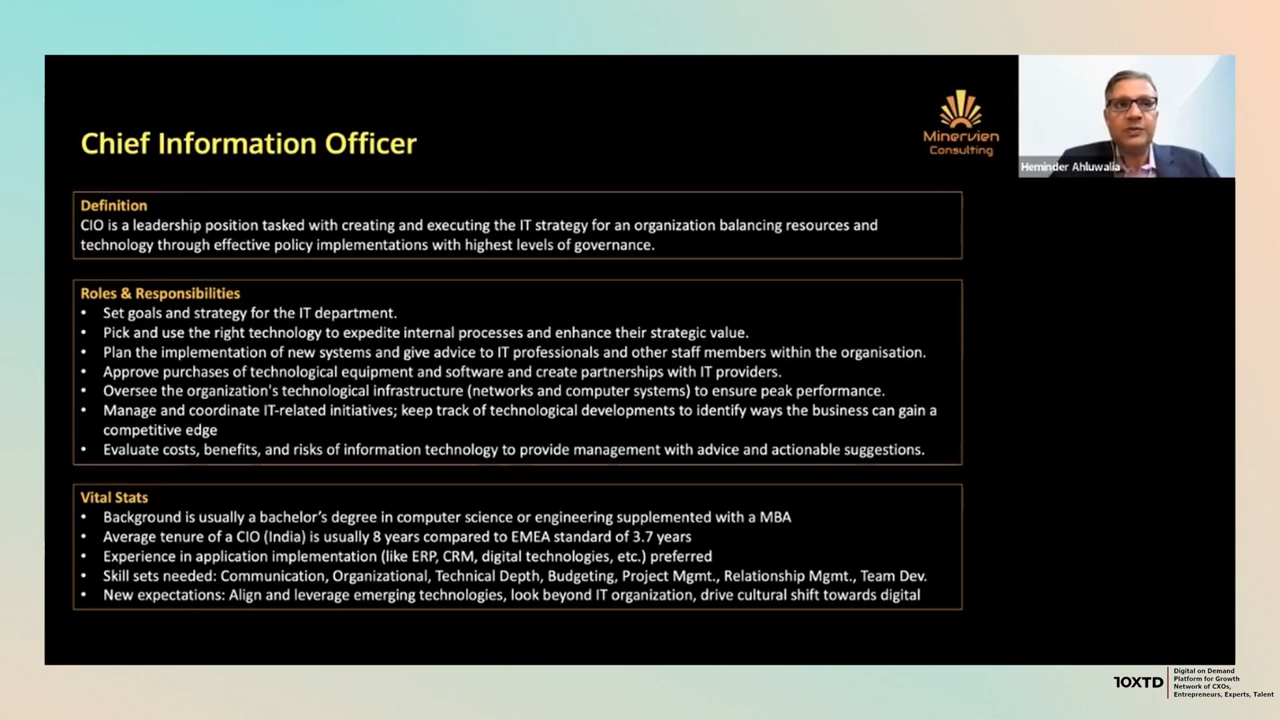 Chief Information Officer
Minervien
Consulting
Heminder Ahluwalia
Definition
CIO is a leadership position tasked with creating and executing the IT strategy for an organization balancing resources and
technology through effective policy implementations with highest levels of governance.
Roles & Responsibilities
• Set goals and strategy for the IT department.
• Pick and use the right technology to expedite internal processes and enhance their strategic value.
• Plan the implementation of new systems and give advice to IT professionals and other staff members within the organisation.
• Approve purchases of technological equipment and software and create partnerships with IT providers.
• Oversee the organization's technological infrastructure (networks and computer systems) to ensure peak performance.
• Manage and coordinate IT-related initiatives; keep track of technological developments to identify ways the business can gain a
competitive edge
• Evaluate costs, benefits, and risks of information technology to provide management with advice and actionable suggestions.
Vital Stats
• Background is usually a bachelor's degree in computer science or engineering supplemented with a MBA
• Average tenure of a CIO (India) is usually 8 years compared to EMEA standard of 3.7 years
• Experience in application implementation (like ERP, CRM, digital technologies, etc.) preferred
• Skill sets needed: Communication, Organizational, Technical Depth, Budgeting, Project Mgmt., Relationship Mgmt., Team Dev.
• New expectations: Align and leverage emerging technologies, look beyond IT organization, drive cultural shift towards digital
10XTD
Digital on Demand
Platform for Growth
Network of CXOs,
Entrepreneurs, Experts, Talent